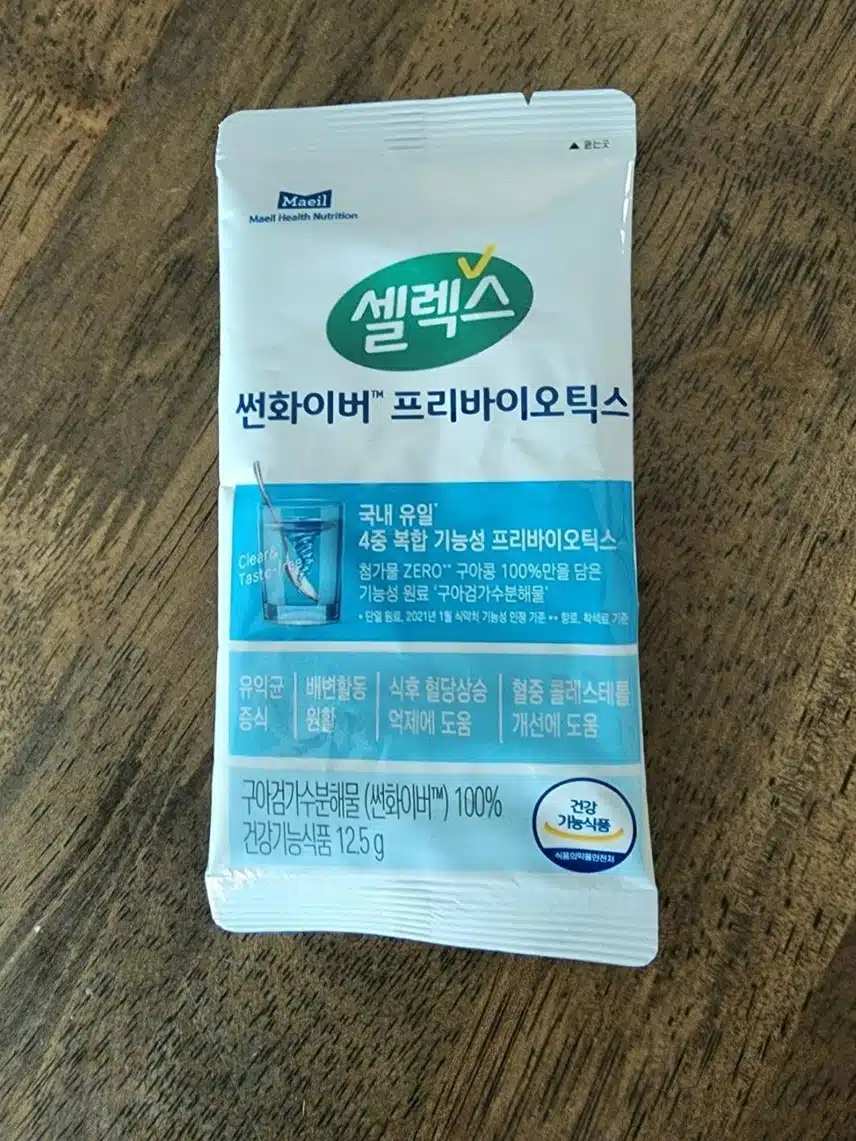 ▲ 뜯는곳
Maeil
Maeil Health Nutrition
셀렉스
썬화이버™ 프리바이오틱스
국내 유일*
4중 복합 기능성 프리바이오틱스
첨가물 ZERO** 구아콩 100%만을 담은
기능성 원료 '구아검가수분해물'
* 단일 원료, 2021년 1월 식약처 기능성 인정 기준 ** 향료, 착색료 기준
Clear&
Taste-free
유익균
증식
배변활동
원활
식후 혈당상승
억제에 도움
혈중 콜레스테롤
개선에 도움
구아검가수분해물 (썬화이버™) 100%
건강기능식품 12.5 g
건강
기능식품
식품의약품안전처